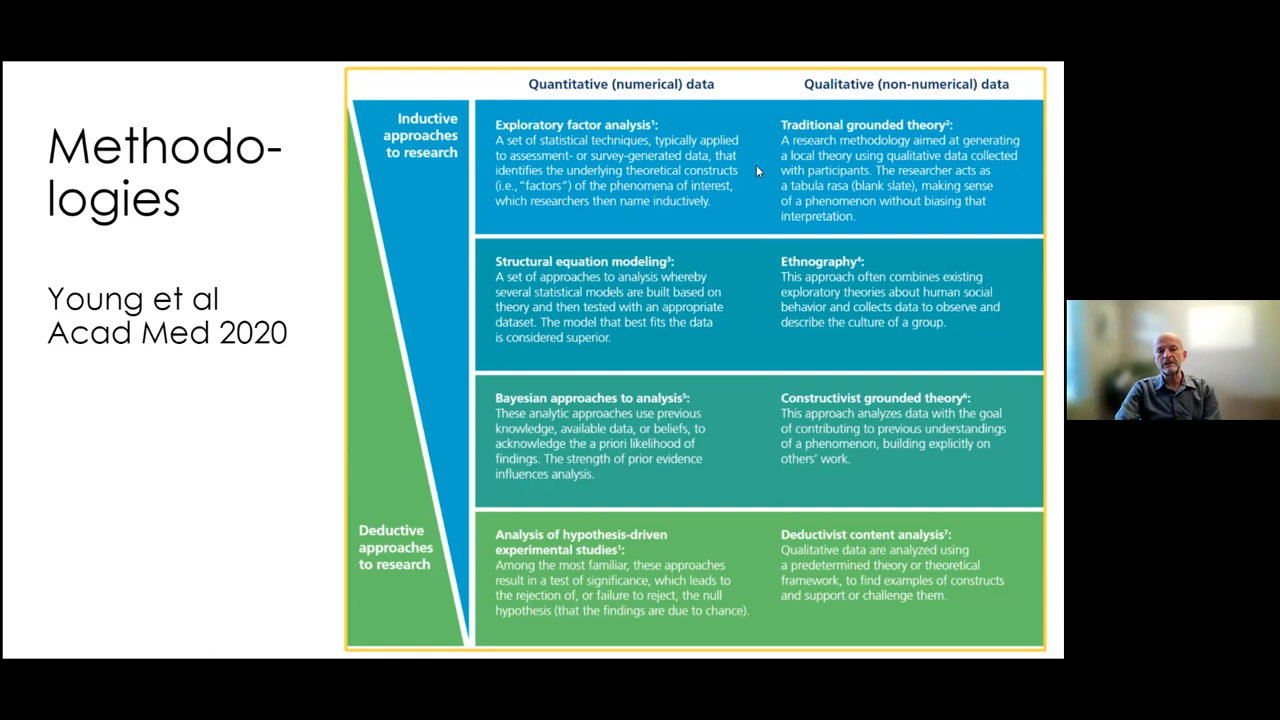 Methodo-
logies
Young et al
Acad Med 2020
Quantitative (numerical) data
Qualitative (non-numerical) data
Inductive
approaches
to research
Exploratory factor analysis¹:
A set of statistical techniques, typically applied
to assessment- or survey-generated data, that
identifies the underlying theoretical constructs
(i.e., “factors”) of the phenomena of interest,
which researchers then name inductively.
Traditional grounded theory²:
A research methodology aimed at generating
a local theory using qualitative data collected
with participants. The researcher acts as
a tabula rasa (blank slate), making sense
of a phenomenon without biasing that
interpretation.
Structural equation modeling³:
A set of approaches to analysis whereby
several statistical models are built based on
theory and then tested with an appropriate
dataset. The model that best fits the data
is considered superior.
Ethnography⁴:
This approach often combines existing
exploratory theories about human social
behavior and collects data to observe and
describe the culture of a group.
Bayesian approaches to analysis⁵:
These analytic approaches use previous
knowledge, available data, or beliefs, to
acknowledge the a priori likelihood of
findings. The strength of prior evidence
influences analysis.
Constructivist grounded theory⁶:
This approach analyzes data with the goal
of contributing to previous understandings
of a phenomenon, building explicitly on
others’ work.
Deductive
approaches
to research
Analysis of hypothesis-driven
experimental studies¹:
Among the most familiar, these approaches
result in a test of significance, which leads to
the rejection of, or failure to reject, the null
hypothesis (that the findings are due to chance).
Deductivist content analysis⁷:
Qualitative data are analyzed using
a predetermined theory or theoretical
framework, to find examples of constructs
and support or challenge them.